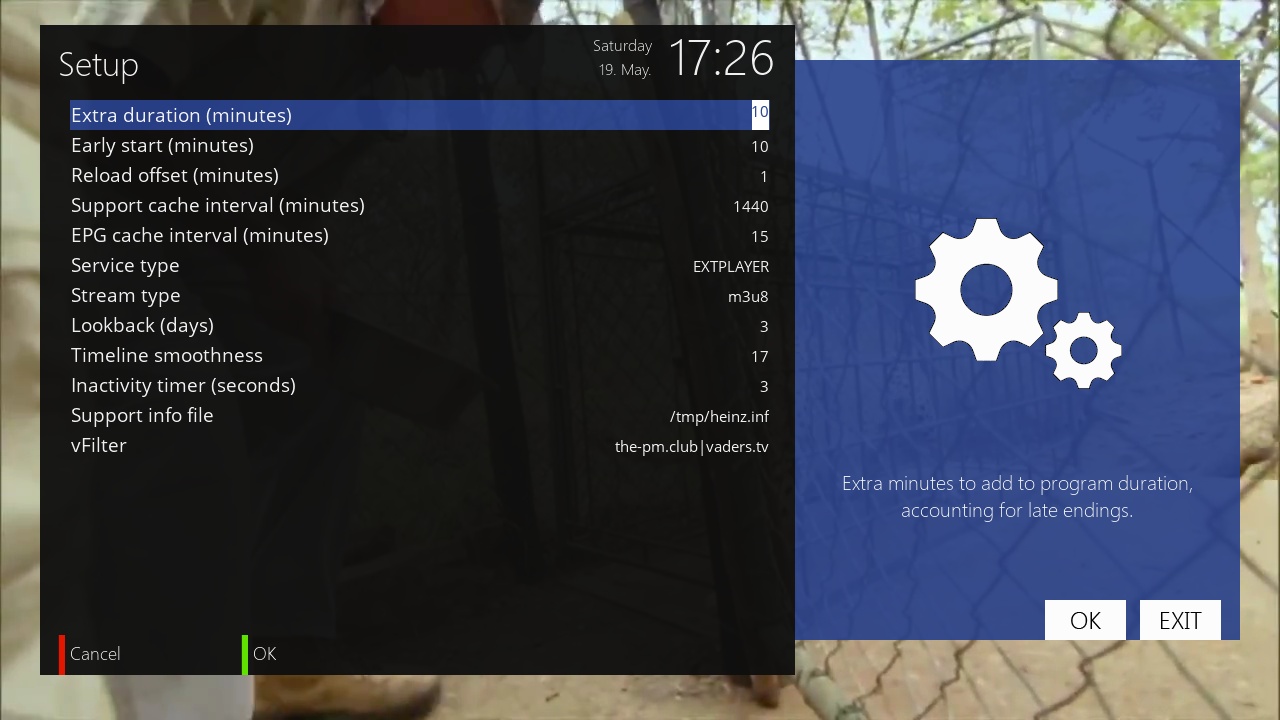 Setup
Saturday
19. May.
17:26
Extra duration (minutes) 10
Early start (minutes) 10
Reload offset (minutes) 1
Support cache interval (minutes) 1440
EPG cache interval (minutes) 15
Service type EXTPLAYER
Stream type m3u8
Lookback (days) 3
Timeline smoothness 17
Inactivity timer (seconds) 3
Support info file /tmp/heinz.inf
vFilter the-pm.club|vaders.tv
Extra minutes to add to program duration,
accounting for late endings.
OK EXIT
Cancel OK